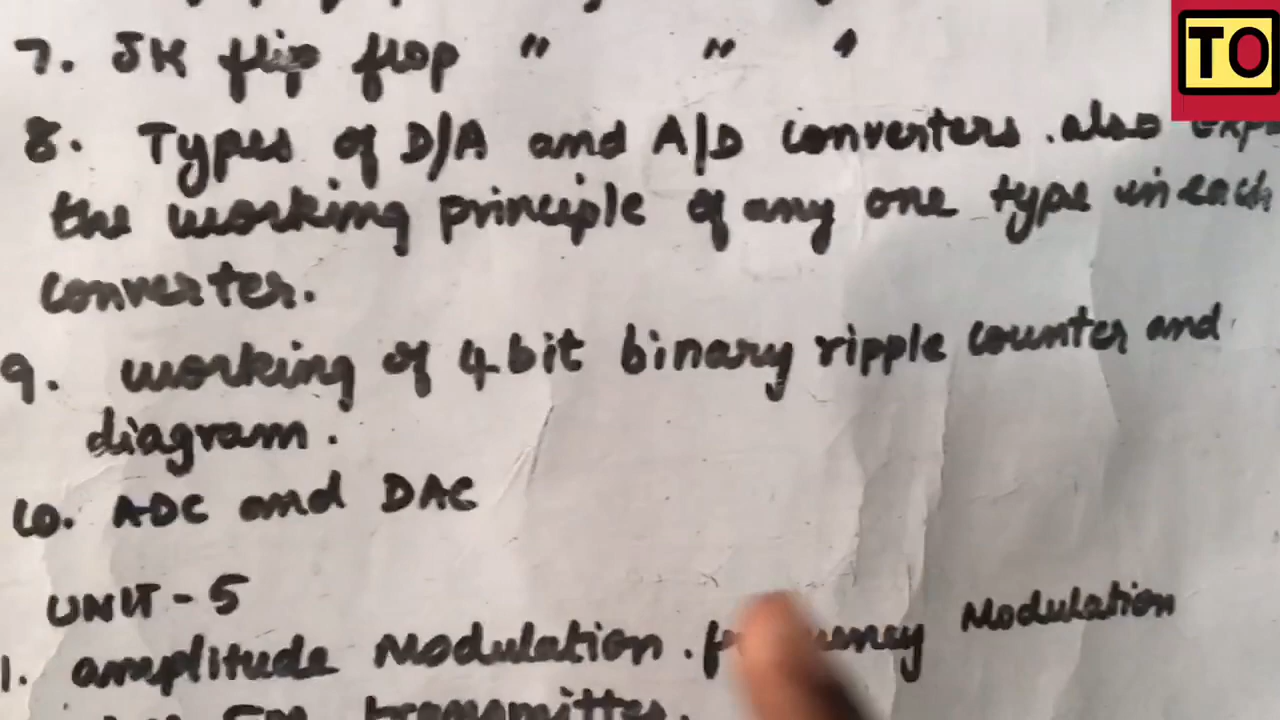 TO
7. JK flip flop " " "
8. Types of D/A and A/D converters. also
the working principle of any one type in each
converter.
9. working of 4 bit binary ripple counter and
diagram.
10. ADC and DAC
UNIT-5
1. amplitude Modulation. frequency Modulation
transmitter.